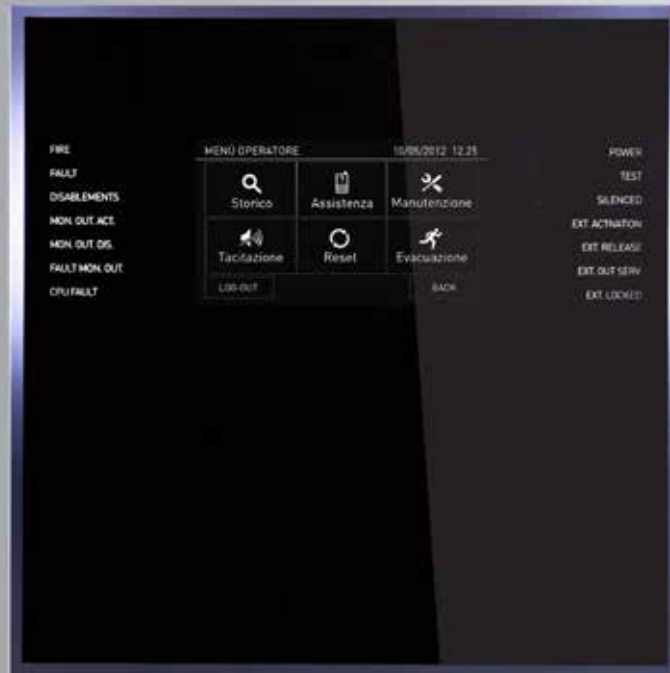 FIRE
FAULT
DISABLEMENTS
MON. OUT. ACT.
MON. OUT. DIS.
FAULT MON. OUT.
CPU FAULT
MENÙ OPERATORE 10/05/2012 12.25
Storico Assistenza Manutenzione
Tacitazione Reset Evacuazione
LOG-OUT BACK
POWER
TEST
SILENCED
EXT. ACTIVATION
EXT. RELEASE
EXT. OUT SERV
EXT. LOCKED